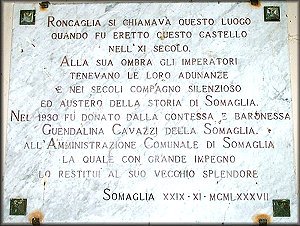 Roncaglia si chiamava questo luogo
quando fu eretto questo castello
nell'XI secolo.
Alla sua ombra gli imperatori
tenevano le loro adunanze
e nei secoli compagno silenzioso
ed austero della storia di Somaglia.
Nel 1930 fu donato dalla contessa e baronessa
Guendalina Cavazzi della Somaglia.
all'Amministrazione Comunale di Somaglia
la quale con grande impegno
lo restituì al suo vecchio splendore
Somaglia XXIX·XI·MCMLXXXVII